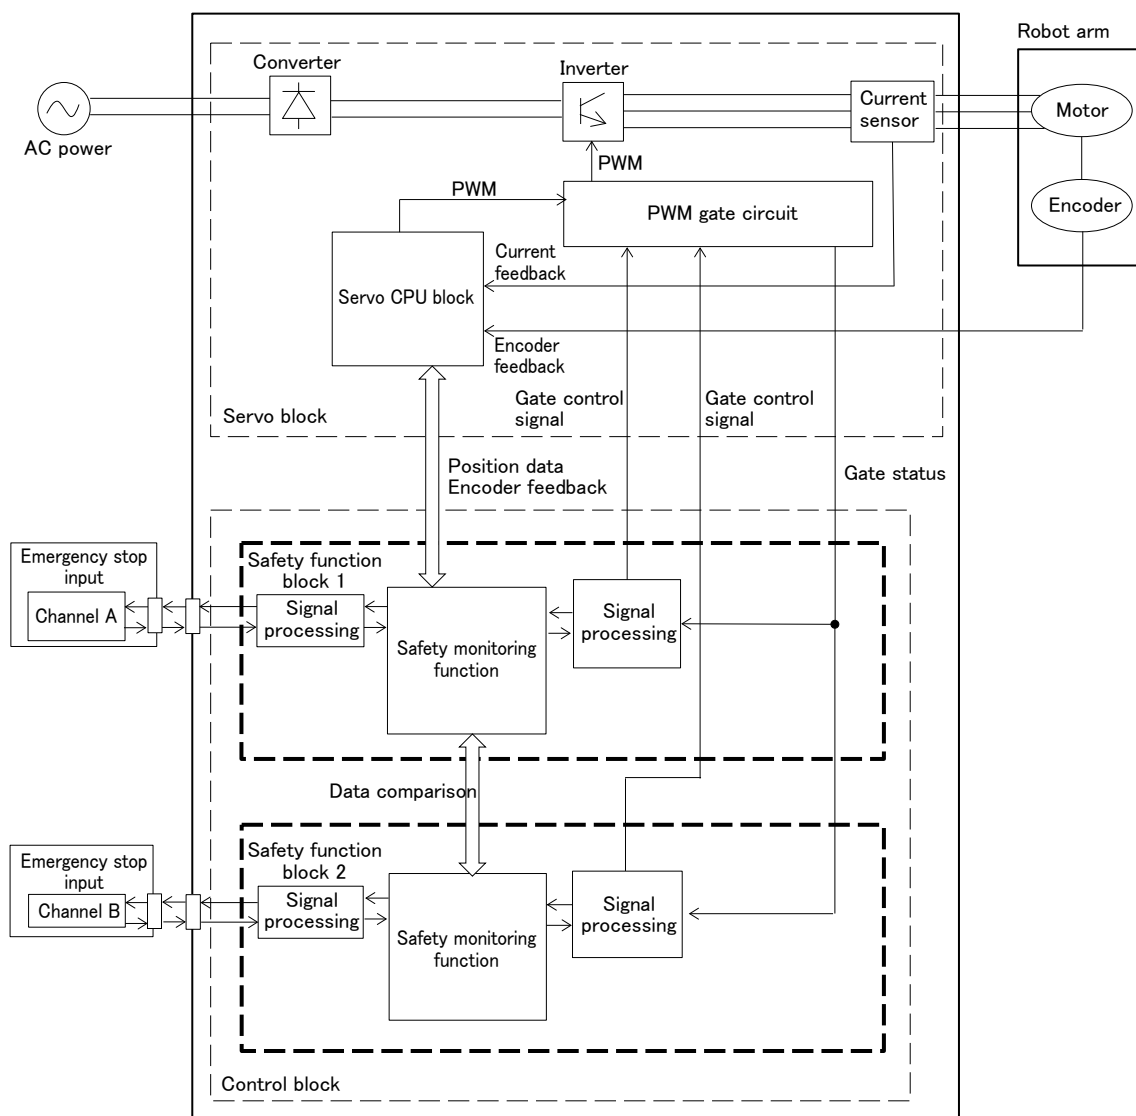 Robot arm
Converter
Inverter
Current
sensor
Motor
AC power
PWM
PWM
Encoder
PWM gate circuit
Current
feedback
Servo CPU block
Encoder
feedback
Gate control
signal
Gate control
signal
Servo block
Position data
Encoder feedback
Gate status
Emergency stop
input
Channel A
Safety function
block 1
Signal
processing
Safety monitoring
function
Signal
processing
Data comparison
Emergency stop
input
Channel B
Safety function
block 2
Signal
processing
Safety monitoring
function
Signal
processing
Control block